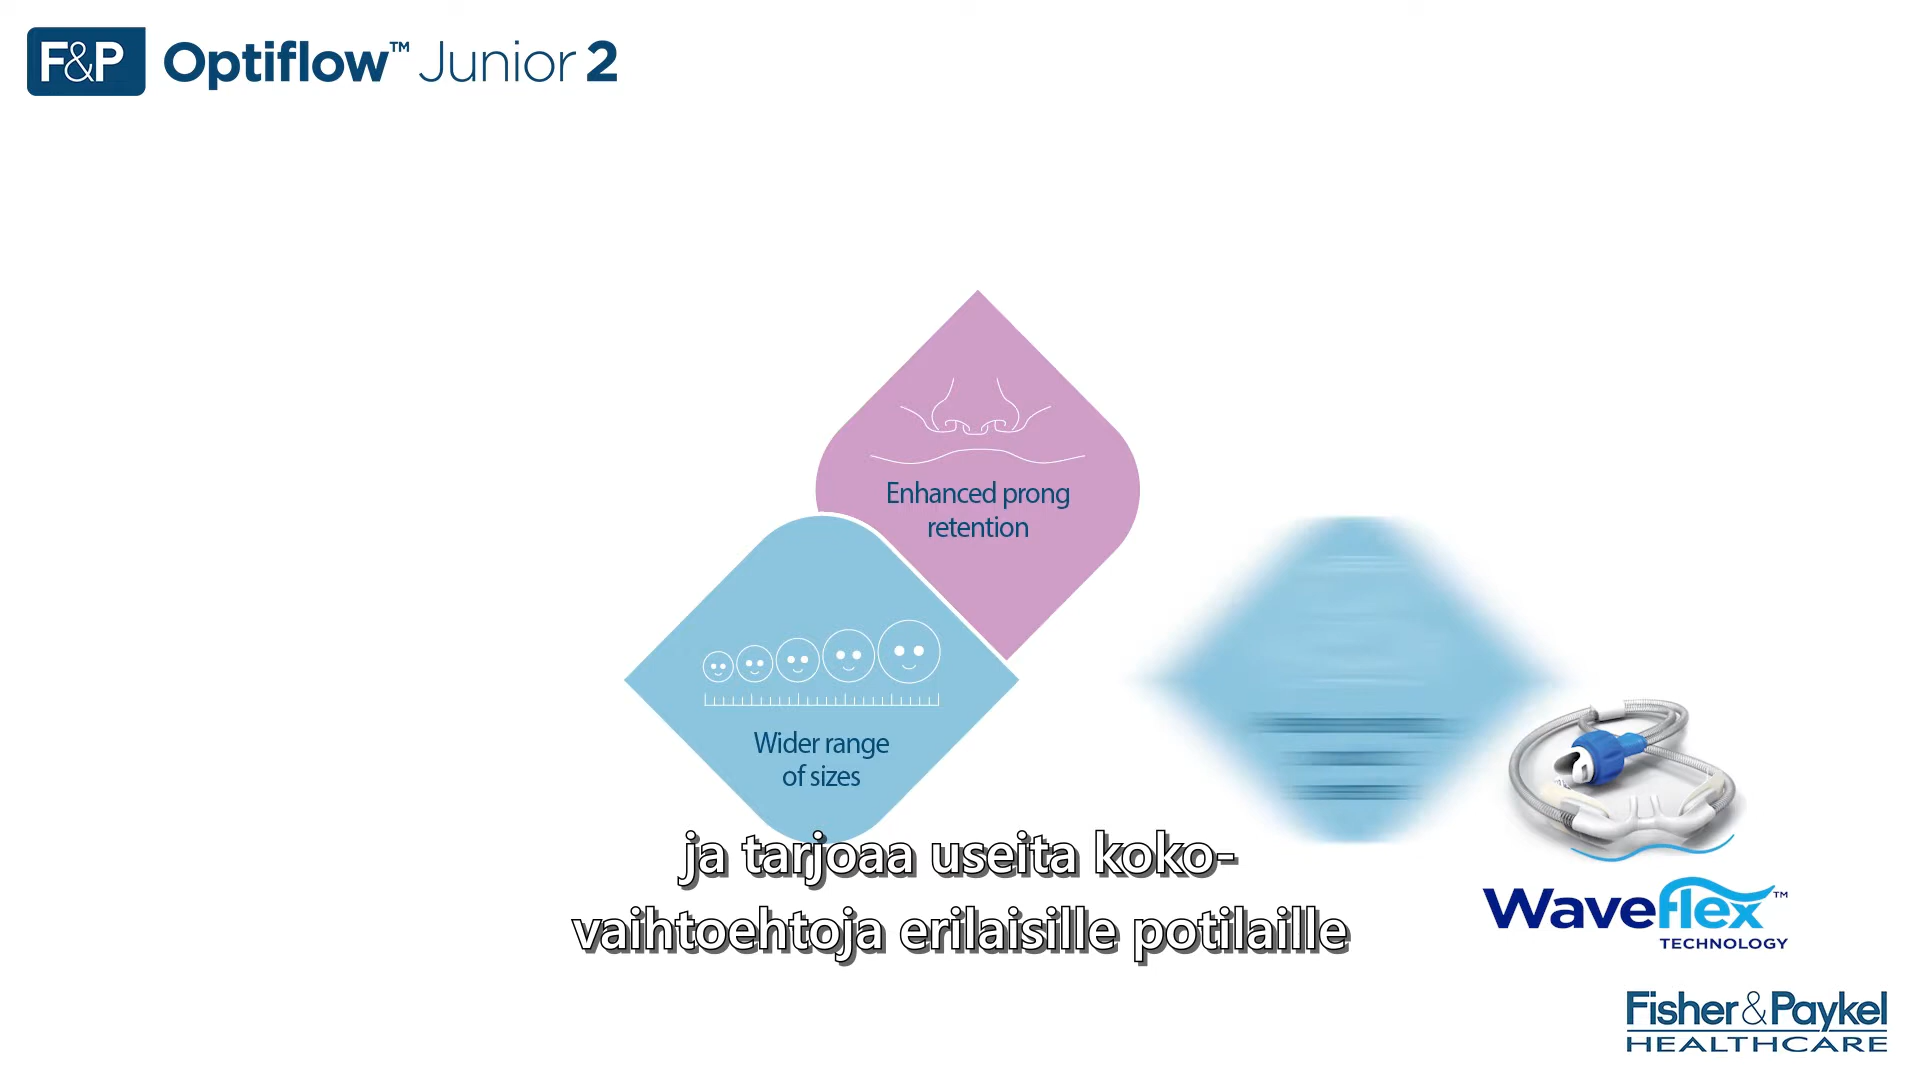 F&P Optiflow™ Junior 2
Enhanced prong
retention
Wider range
of sizes
ja tarjoaa useita koko-
vaihtoehtoja erilaisille potilaille
Waveflex™
TECHNOLOGY
Fisher&Paykel
HEALTHCARE